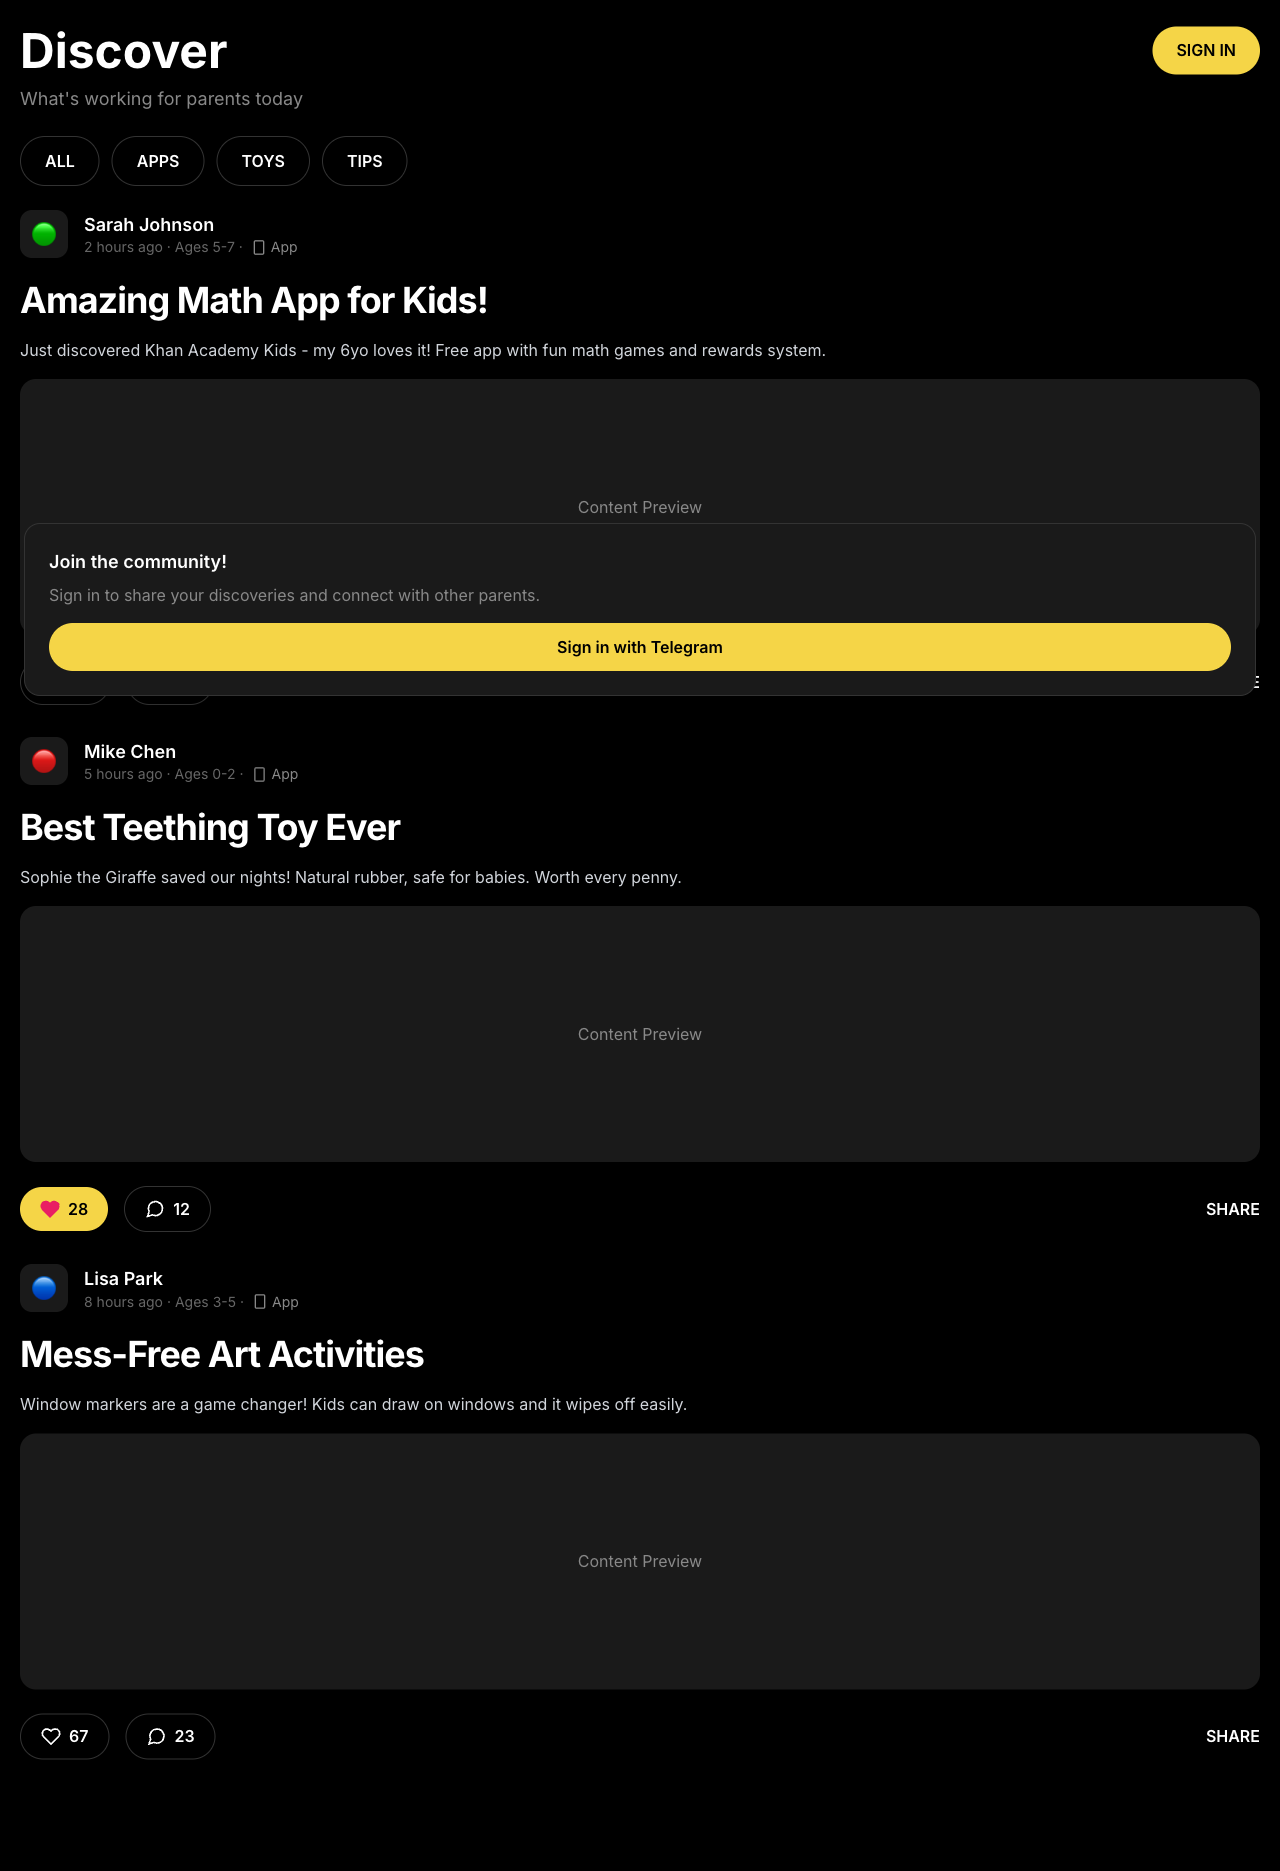 Discover
SIGN IN
What's working for parents today
ALL
APPS
TOYS
TIPS
Sarah Johnson
2 hours ago · Ages 5-7 · App
Amazing Math App for Kids!
Just discovered Khan Academy Kids - my 6yo loves it! Free app with fun math games and rewards system.
Content Preview
Join the community!
Sign in to share your discoveries and connect with other parents.
Sign in with Telegram
Mike Chen
5 hours ago · Ages 0-2 · App
Best Teething Toy Ever
Sophie the Giraffe saved our nights! Natural rubber, safe for babies. Worth every penny.
Content Preview
28
12
SHARE
Lisa Park
8 hours ago · Ages 3-5 · App
Mess-Free Art Activities
Window markers are a game changer! Kids can draw on windows and it wipes off easily.
Content Preview
67
23
SHARE